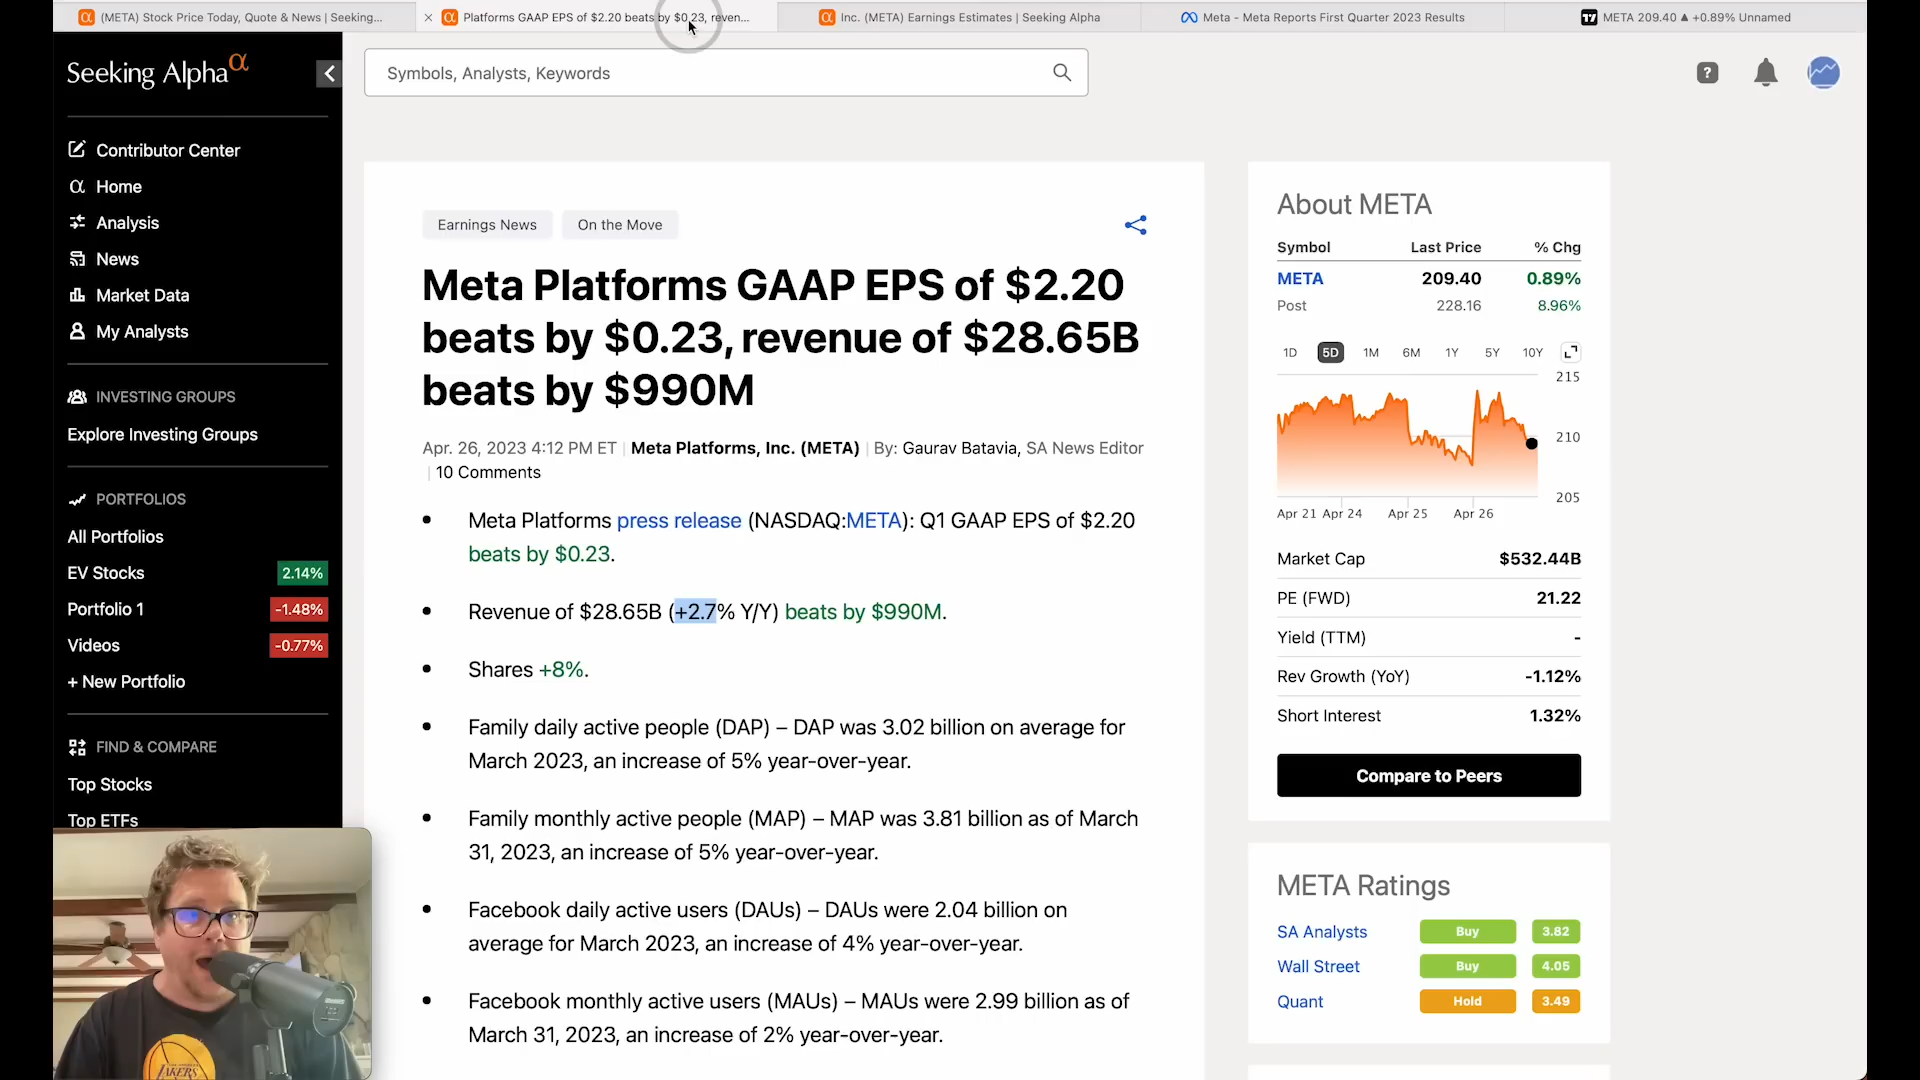 (META) Stock Price Today, Quote & News | Seeking...
Platforms GAAP EPS of $2.20 beats by $0.23, reven...
Inc. (META) Earnings Estimates | Seeking Alpha
Meta - Meta Reports First Quarter 2023 Results
META 209.40 ▲ +0.89% Unnamed
Seeking Alpha α
Symbols, Analysts, Keywords
Contributor Center
Home
Analysis
News
Market Data
My Analysts
INVESTING GROUPS
Explore Investing Groups
PORTFOLIOS
All Portfolios
EV Stocks 2.14%
Portfolio 1 -1.48%
Videos -0.77%
+ New Portfolio
FIND & COMPARE
Top Stocks
Top ETFs
Earnings News On the Move
Meta Platforms GAAP EPS of $2.20
beats by $0.23, revenue of $28.65B
beats by $990M
Apr. 26, 2023 4:12 PM ET | Meta Platforms, Inc. (META) | By: Gaurav Batavia, SA News Editor
| 10 Comments
• Meta Platforms press release (NASDAQ:META): Q1 GAAP EPS of $2.20
beats by $0.23.
• Revenue of $28.65B (+2.7% Y/Y) beats by $990M.
• Shares +8%.
• Family daily active people (DAP) – DAP was 3.02 billion on average for
March 2023, an increase of 5% year-over-year.
• Family monthly active people (MAP) – MAP was 3.81 billion as of March
31, 2023, an increase of 5% year-over-year.
• Facebook daily active users (DAUs) – DAUs were 2.04 billion on
average for March 2023, an increase of 4% year-over-year.
• Facebook monthly active users (MAUs) – MAUs were 2.99 billion as of
March 31, 2023, an increase of 2% year-over-year.
About META
Symbol Last Price % Chg
META 209.40 0.89%
Post 228.16 8.96%
1D 5D 1M 6M 1Y 5Y 10Y
215
210
205
Apr 21 Apr 24 Apr 25 Apr 26
Market Cap $532.44B
PE (FWD) 21.22
Yield (TTM) -
Rev Growth (YoY) -1.12%
Short Interest 1.32%
Compare to Peers
META Ratings
SA Analysts Buy 3.82
Wall Street Buy 4.05
Quant Hold 3.49
LAKERS